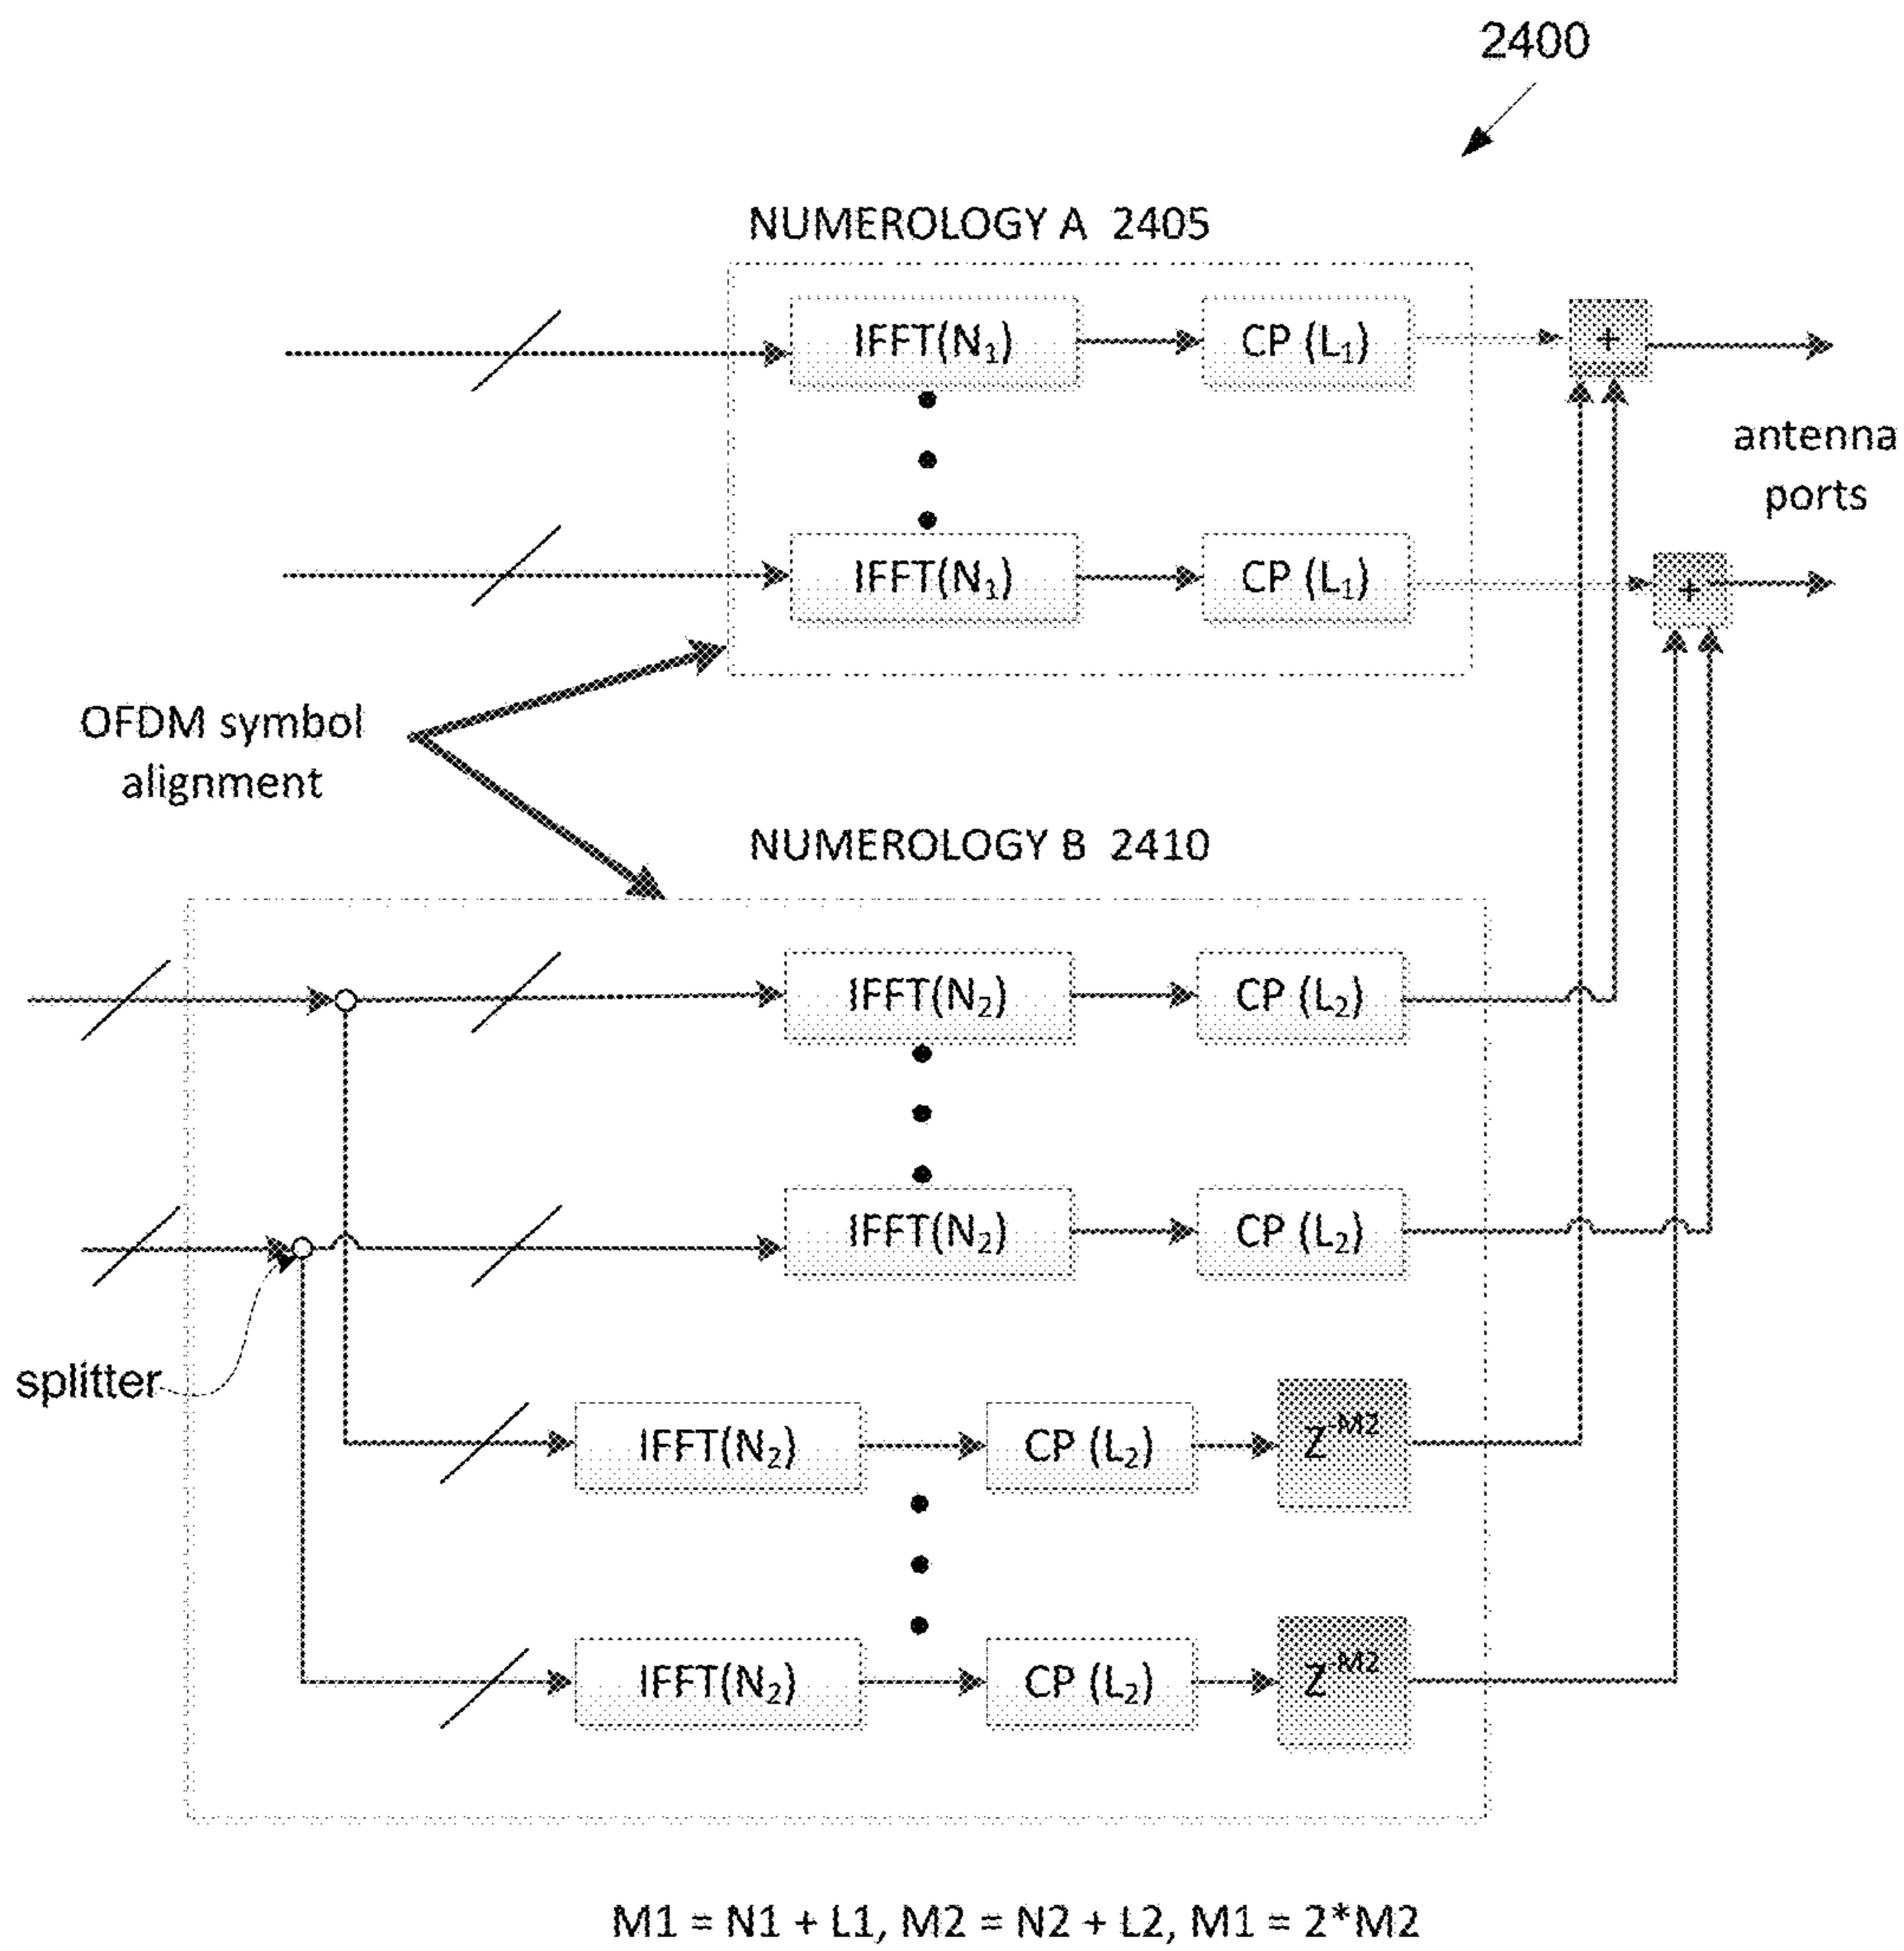 2400
NUMEROLOGY A 2405
IFFT(N₁)
CP (L₁)
+
antenna
ports
IFFT(N₁)
CP (L₁)
+
OFDM symbol
alignment
NUMEROLOGY B 2410
IFFT(N₂)
CP (L₂)
IFFT(N₂)
CP (L₂)
splitter
IFFT(N₂)
CP (L₂)
Z⁻ᴹ²
IFFT(N₂)
CP (L₂)
Z⁻ᴹ²
M1 = N1 + L1, M2 = N2 + L2, M1 = 2*M2